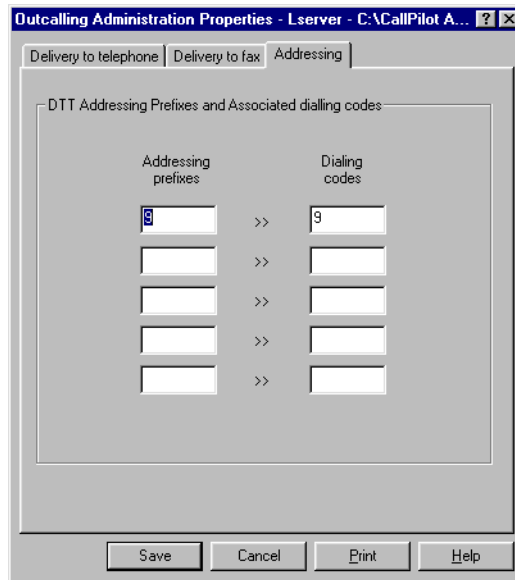 Outcalling Administration Properties - Lserver - C:\CallPilot A... ? X
Delivery to telephone Delivery to fax Addressing
DTT Addressing Prefixes and Associated dialling codes
Addressing Dialing
prefixes codes
9 >> 9
>>
>>
>>
>>
Save Cancel Print Help